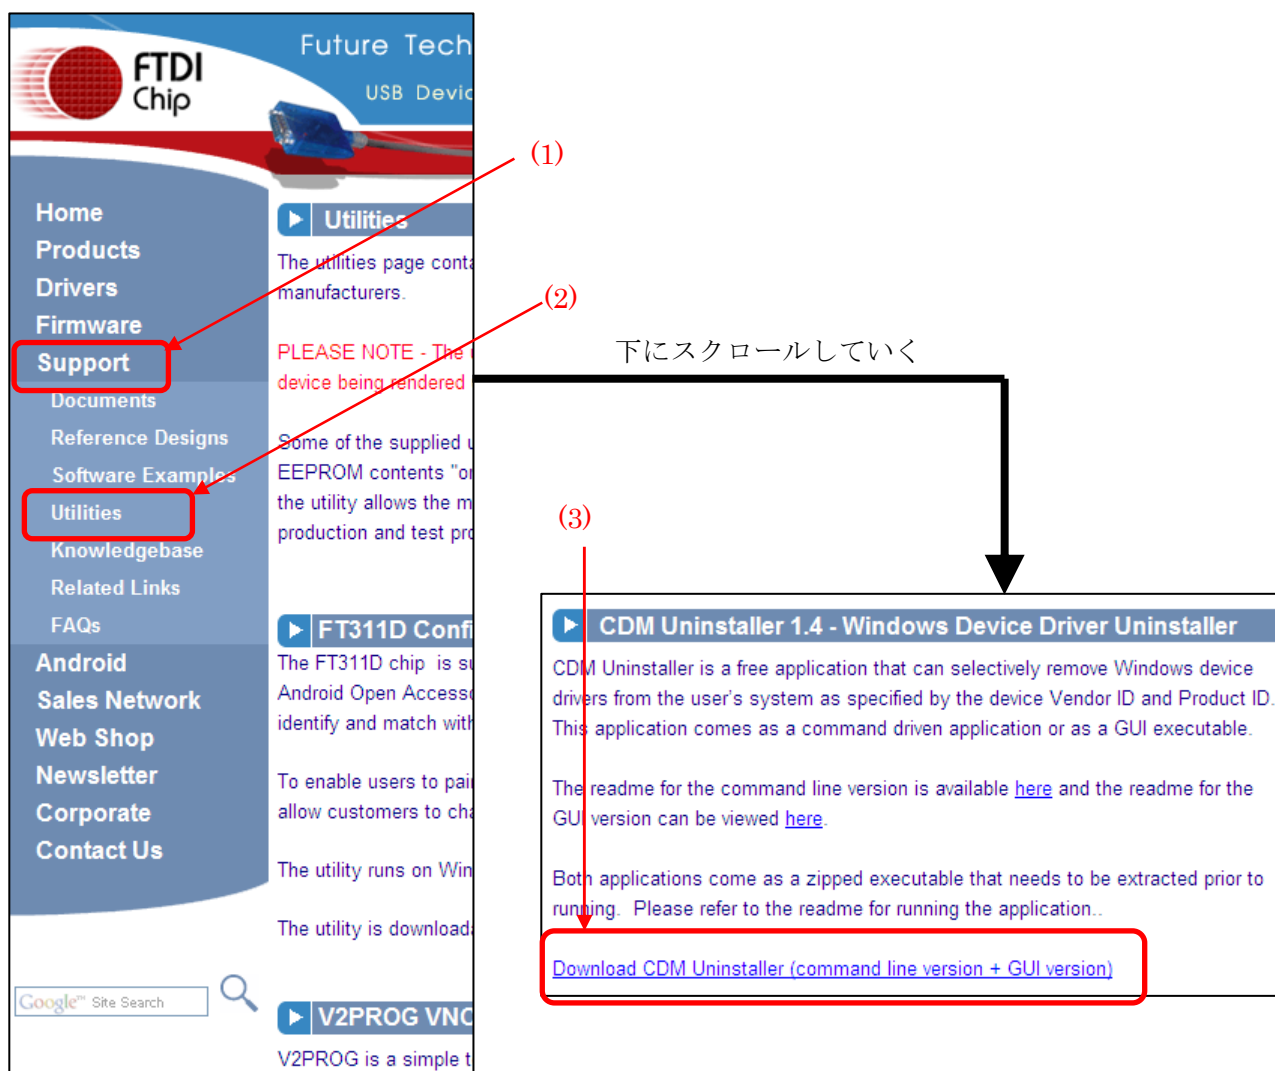 FTDI
Chip
Future Tech
USB Devic
(1)
Home
Products
Drivers
Firmware
Support
Documents
Reference Designs
Software Examples
Utilities
Knowledgebase
Related Links
FAQs
Android
Sales Network
Web Shop
Newsletter
Corporate
Contact Us
Google™ Site Search
Utilities
The utilities page conta
manufacturers.
(2)
PLEASE NOTE - The
device being rendered
Some of the supplied u
EEPROM contents "or
the utility allows the m
production and test pro
FT311D Confi
The FT311D chip is su
Android Open Accesso
identify and match with
To enable users to pai
allow customers to cha
The utility runs on Win
The utility is downloada
V2PROG VNC
V2PROG is a simple t
下にスクロールしていく
(3)
CDM Uninstaller 1.4 - Windows Device Driver Uninstaller
CDM Uninstaller is a free application that can selectively remove Windows device
drivers from the user's system as specified by the device Vendor ID and Product ID.
This application comes as a command driven application or as a GUI executable.
The readme for the command line version is available here and the readme for the
GUI version can be viewed here.
Both applications come as a zipped executable that needs to be extracted prior to
running. Please refer to the readme for running the application..
Download CDM Uninstaller (command line version + GUI version)